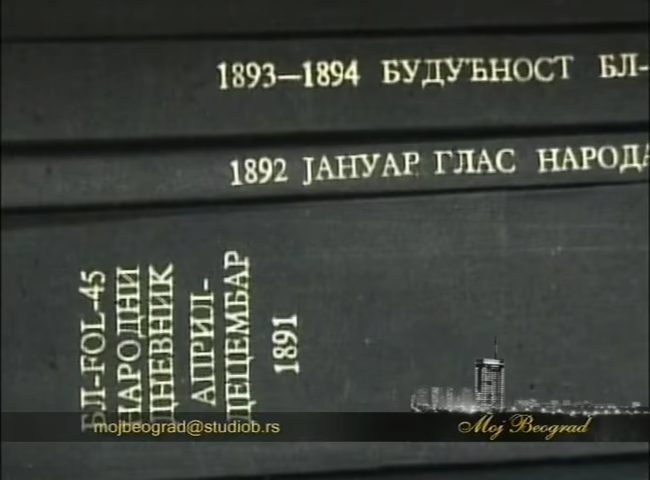 1893—1894 БУДУЋНОСТ БЛ-
1892 ЈАНУАР ГЛАС НАРОДА
БЛ-FOL-45
НАРОДНИ
ДНЕВНИК
АПРИЛ-
ДЕЦЕМБАР
1891
mojbeograd@studiob.rs
Moj Beograd